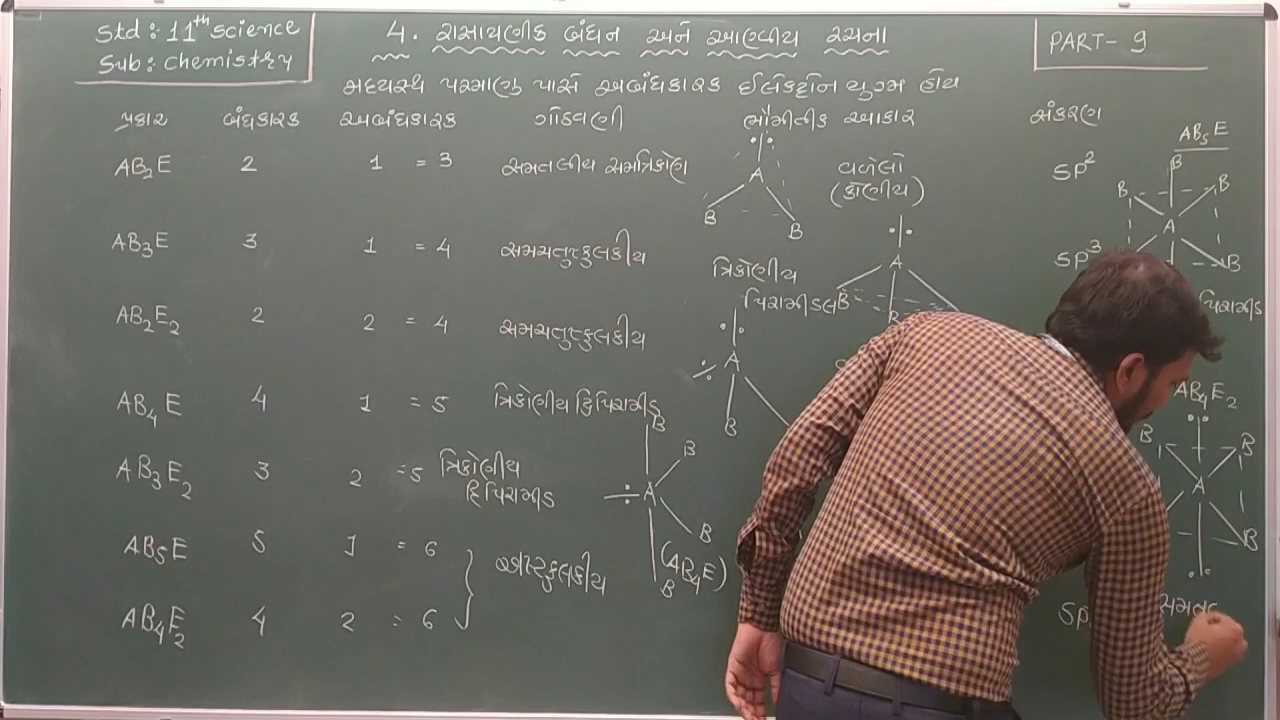 Std : 11th science
Sub : chemistry
4. રાસાયણીક બંધન અને આણ્વીય રચના
PART - 9
મધ્યસ્થ પરમાણુ પાસે અબંધકારક ઈલેક્ટ્રોન યુગ્મ હોય
પ્રકાર બંધકારક અબંધકારક ગોઠવણી ભૌમીતીક આકાર સંકરણ
AB5E
AB2E 2 1 = 3 સમતલીય સમત્રિકોણ A B B વળેલો SP2
(કોણીય)
B B B A B
AB3E 3 1 = 4 સમચતુષ્ફલકીય ત્રિકોણીય A SP3
પિરામીડલ B B પિરામીડ
AB2E2 2 2 = 4 સમચતુષ્ફલકીય A B
AB4E2
AB4E 4 1 = 5 ત્રિકોણીય દ્વિપિરામીડ
B B A B B
AB3E2 3 2 = 5 ત્રિકોણીય
દ્વિપિરામીડ
B B A B B (AB4E)
AB5E 5 1 = 6 અષ્ટફલકીય
AB4E2 4 2 = 6
SP સમત